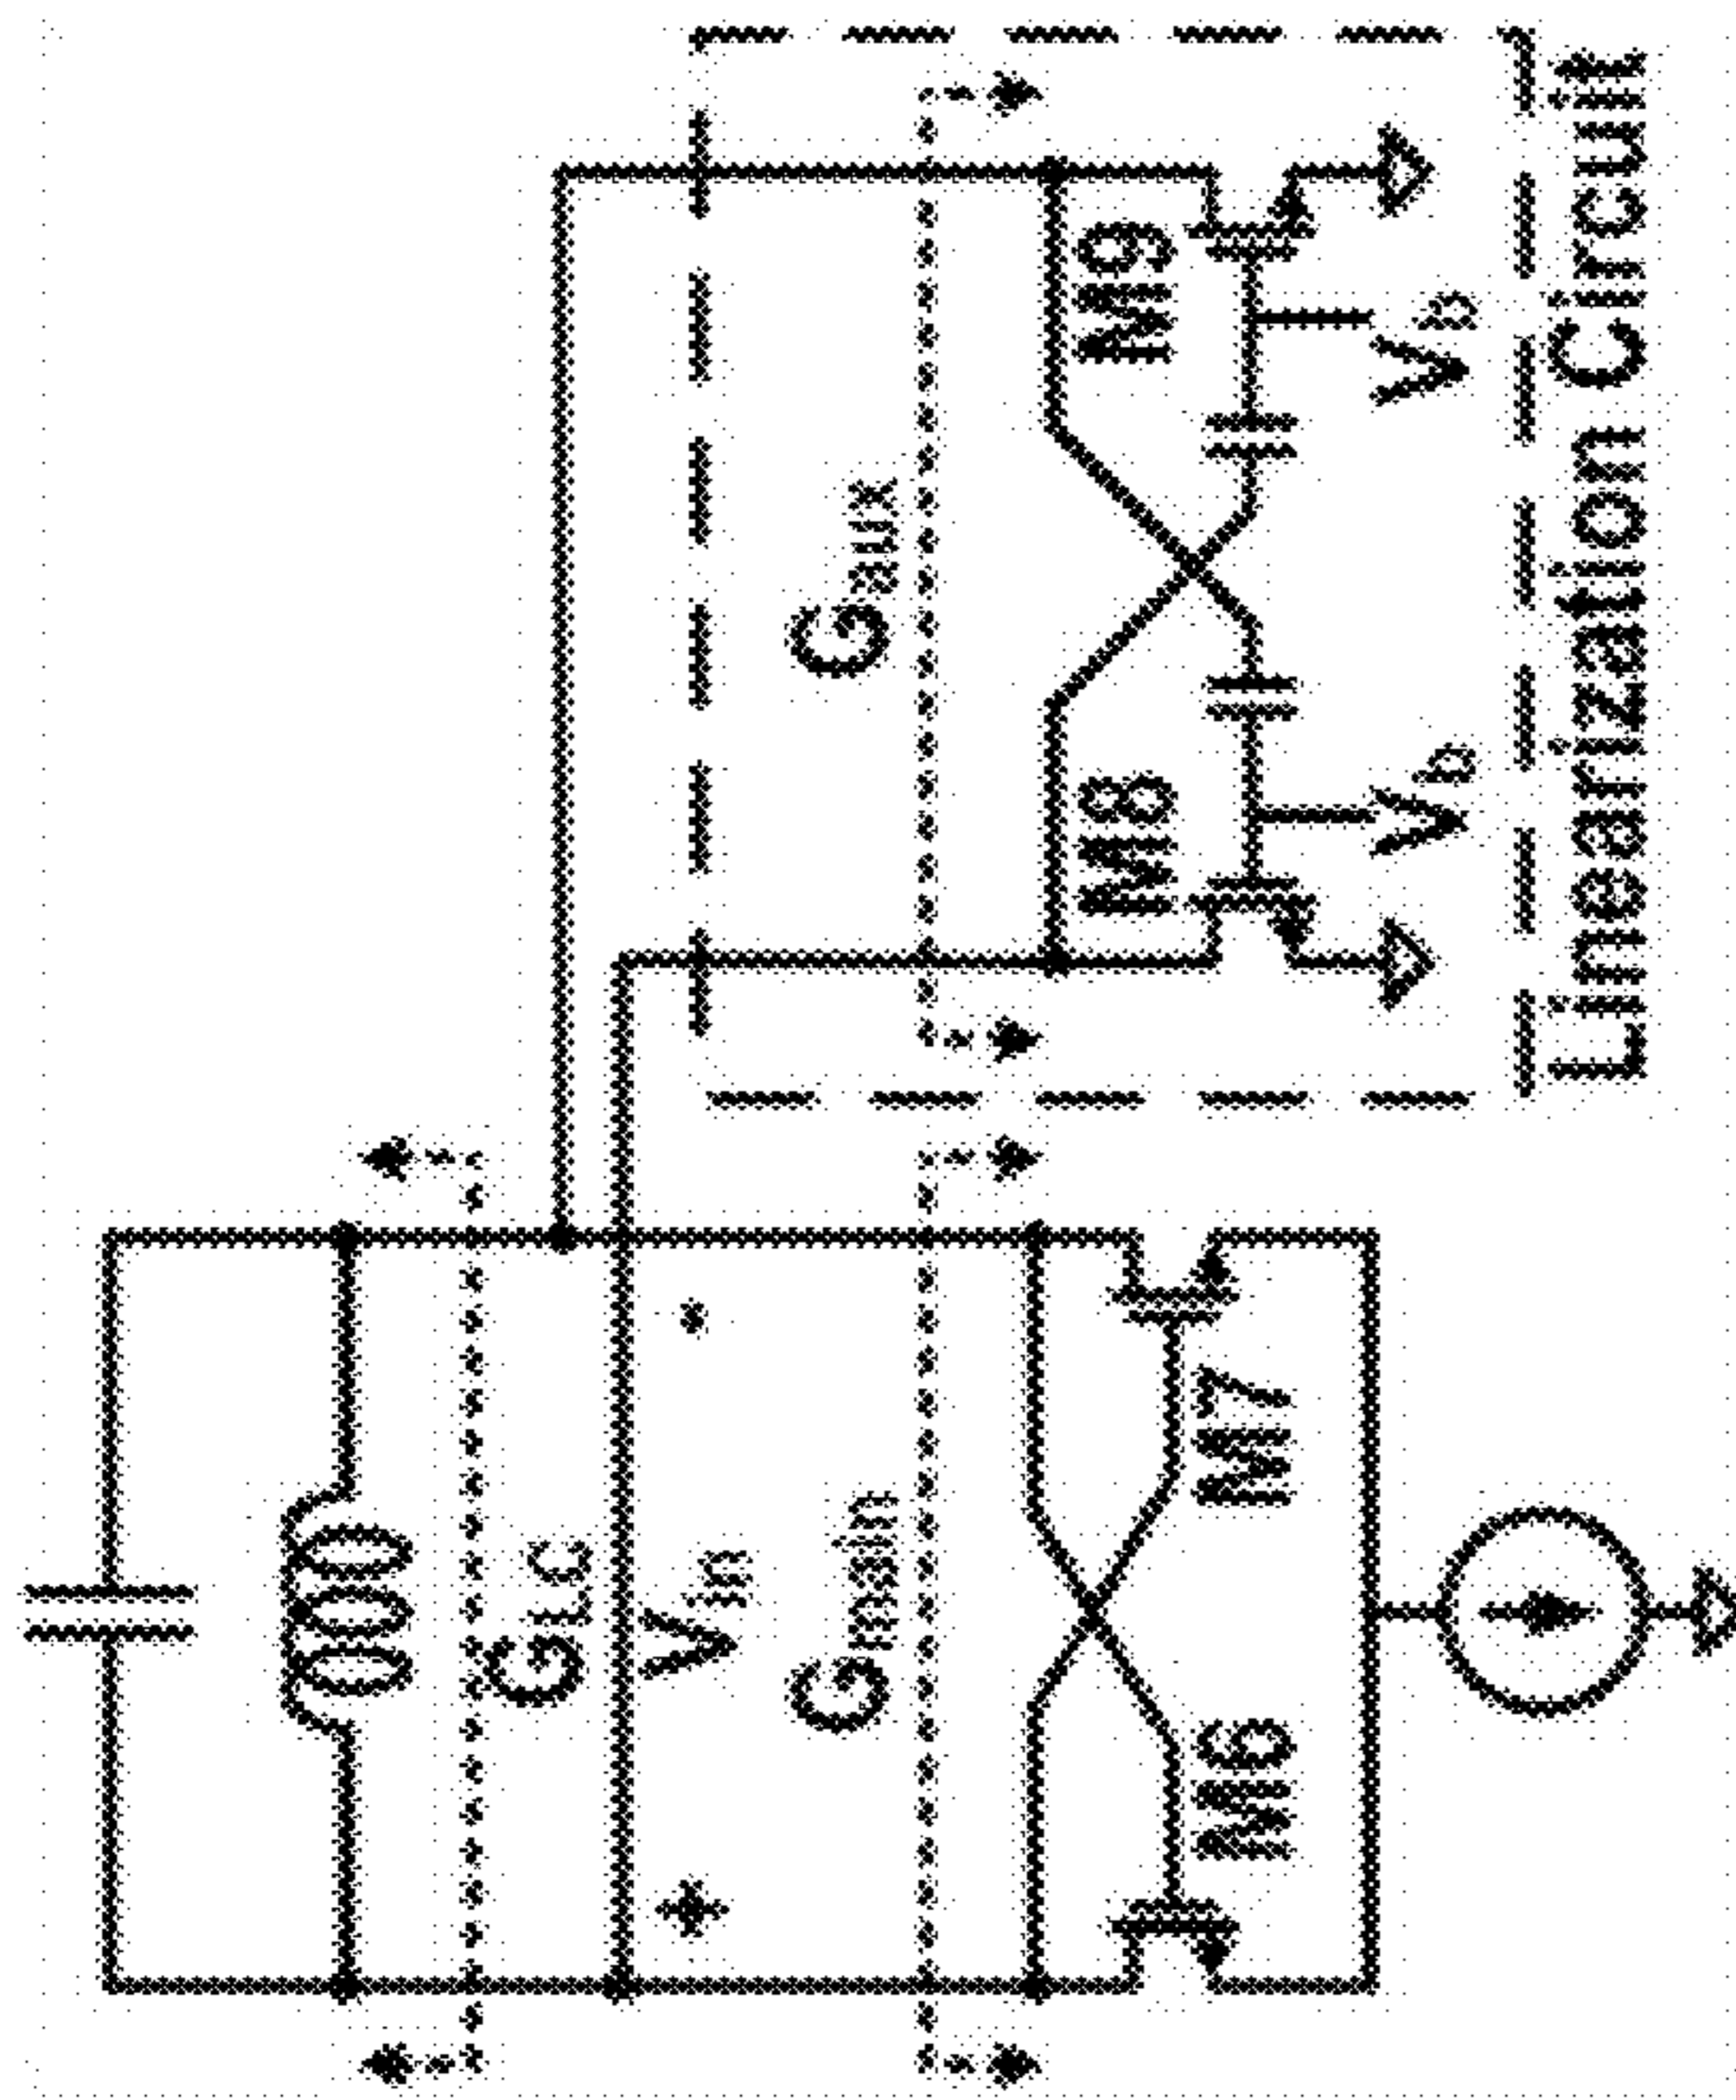 GLC
+ Vin -
Gmain
Gaux
M6
M7
M8
M9
Vb
Vb
Linearization Circuit